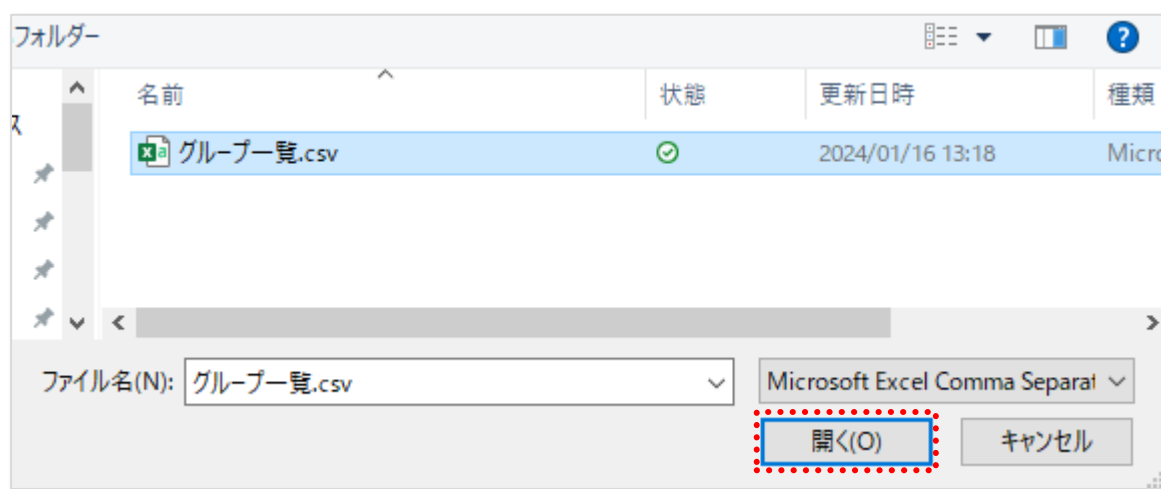 フォルダー
名前 状態 更新日時 種類
ス
グループ一覧.csv 2024/01/16 13:18 Micro
ファイル名(N): グループ一覧.csv Microsoft Excel Comma Separat
開く(O) キャンセル